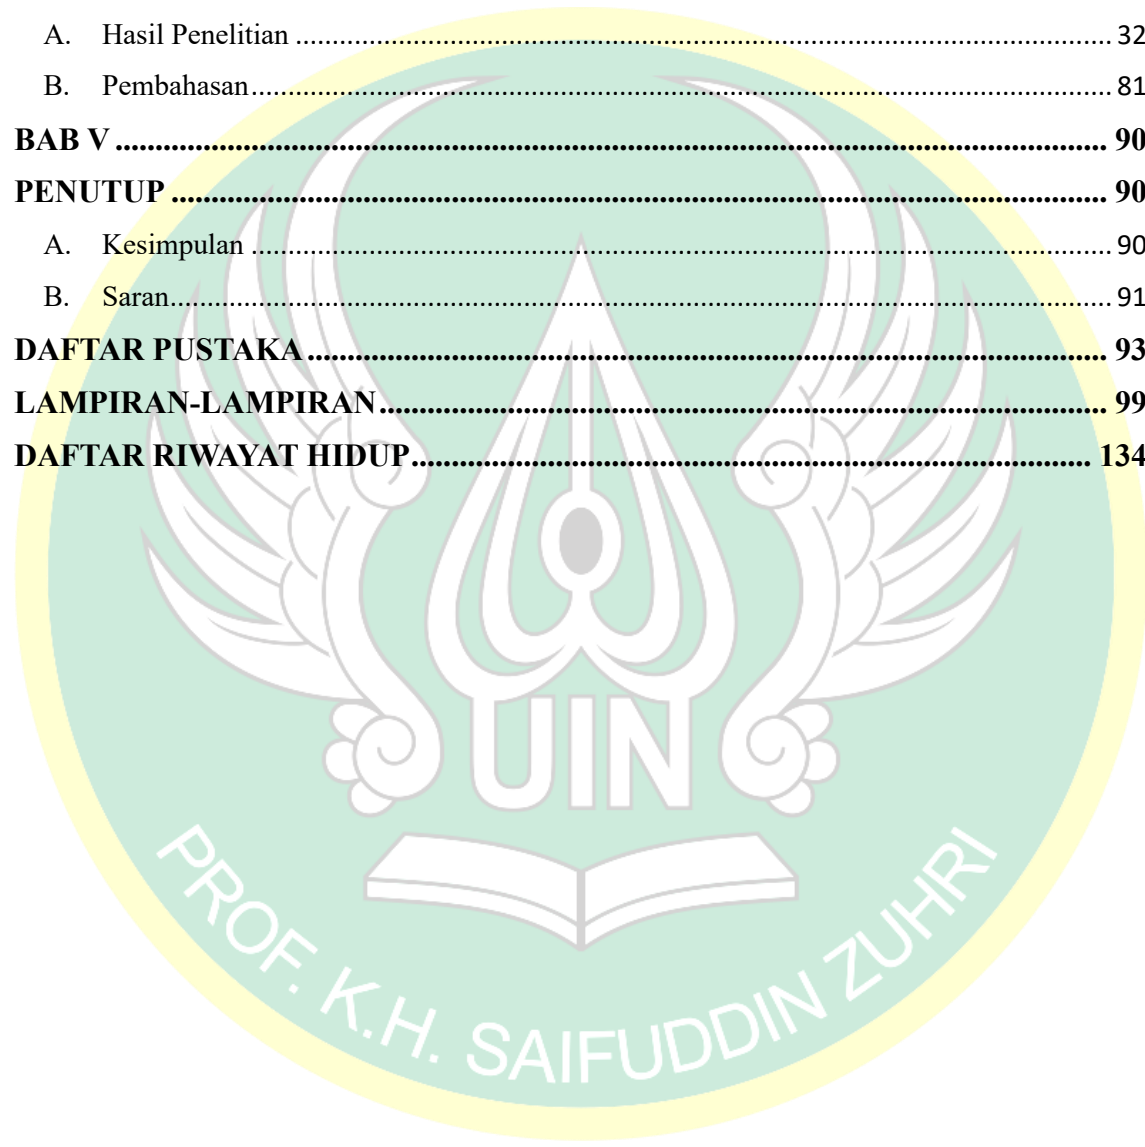 A. Hasil Penelitian ........ 32
B. Pembahasan ........ 81
BAB V ........ 90
PENUTUP ........ 90
A. Kesimpulan ........ 90
B. Saran ........ 91
DAFTAR PUSTAKA ........ 93
LAMPIRAN-LAMPIRAN ........ 99
DAFTAR RIWAYAT HIDUP ........ 134
UIN
PROF. K.H. SAIFUDDIN ZUHRI